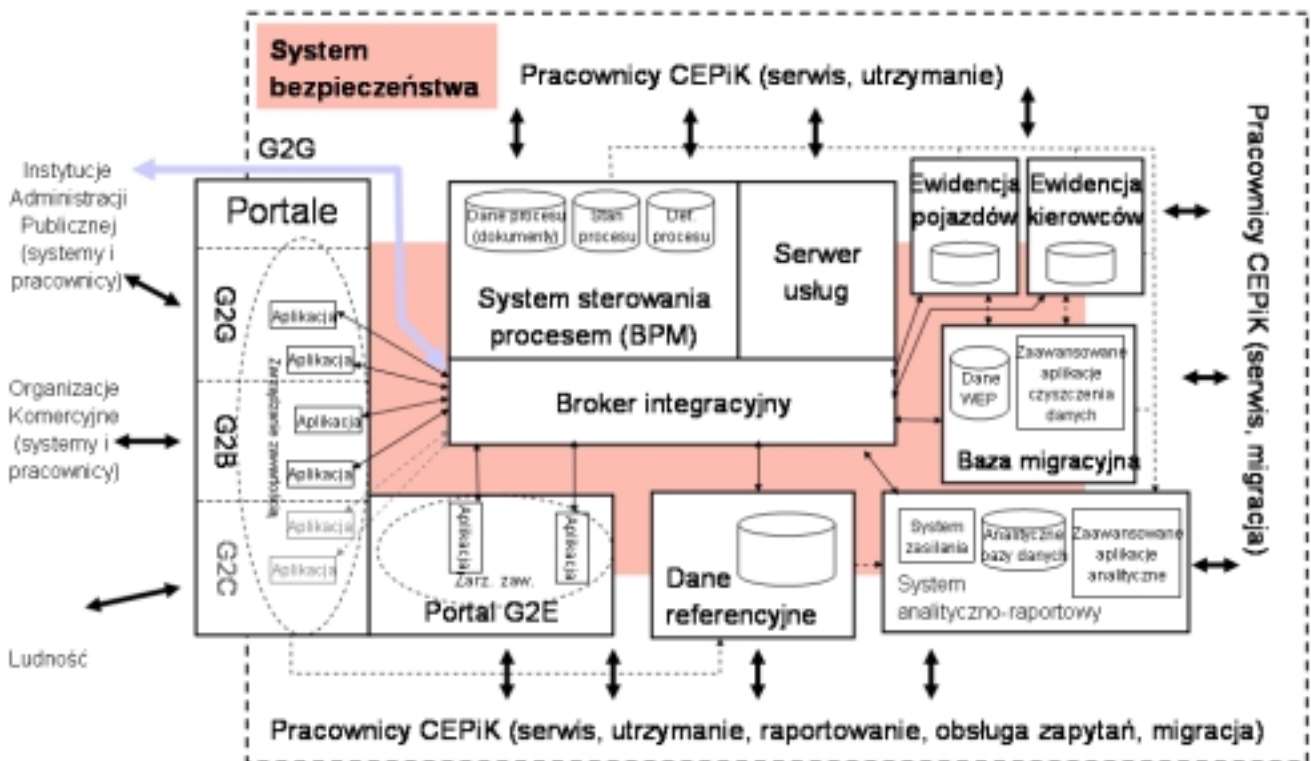 System
bezpieczeństwa
Pracownicy CEPiK (serwis, utrzymanie)
G2G
Instytucje
Administracji
Publicznej
(systemy i
pracownicy)
Organizacje
Komercyjne
(systemy i
pracownicy)
Ludność
Portale
G2G
G2B
G2C
Aplikacja
Aplikacja
Aplikacja
Aplikacja
Aplikacja
Aplikacja
Zarządzanie zawartością
Dane procesu
(dokumenty)
Stan
procesu
Def.
procesu
System sterowania
procesem (BPM)
Serwer
usług
Broker integracyjny
Ewidencja
pojazdów
Ewidencja
kierowców
Dane
WEP
Zaawansowane
aplikacje
czyszczenia
danych
Baza migracyjna
Aplikacja
Aplikacja
Zarz. zaw.
Portal G2E
Dane
referencyjne
System
zasilania
Analityczne
bazy danych
Zaawansowane
aplikacje
analityczne
System
analityczno-raportowy
Pracownicy CEPiK (serwis, migracja)
Pracownicy CEPiK (serwis, utrzymanie, raportowanie, obsługa zapytań, migracja)